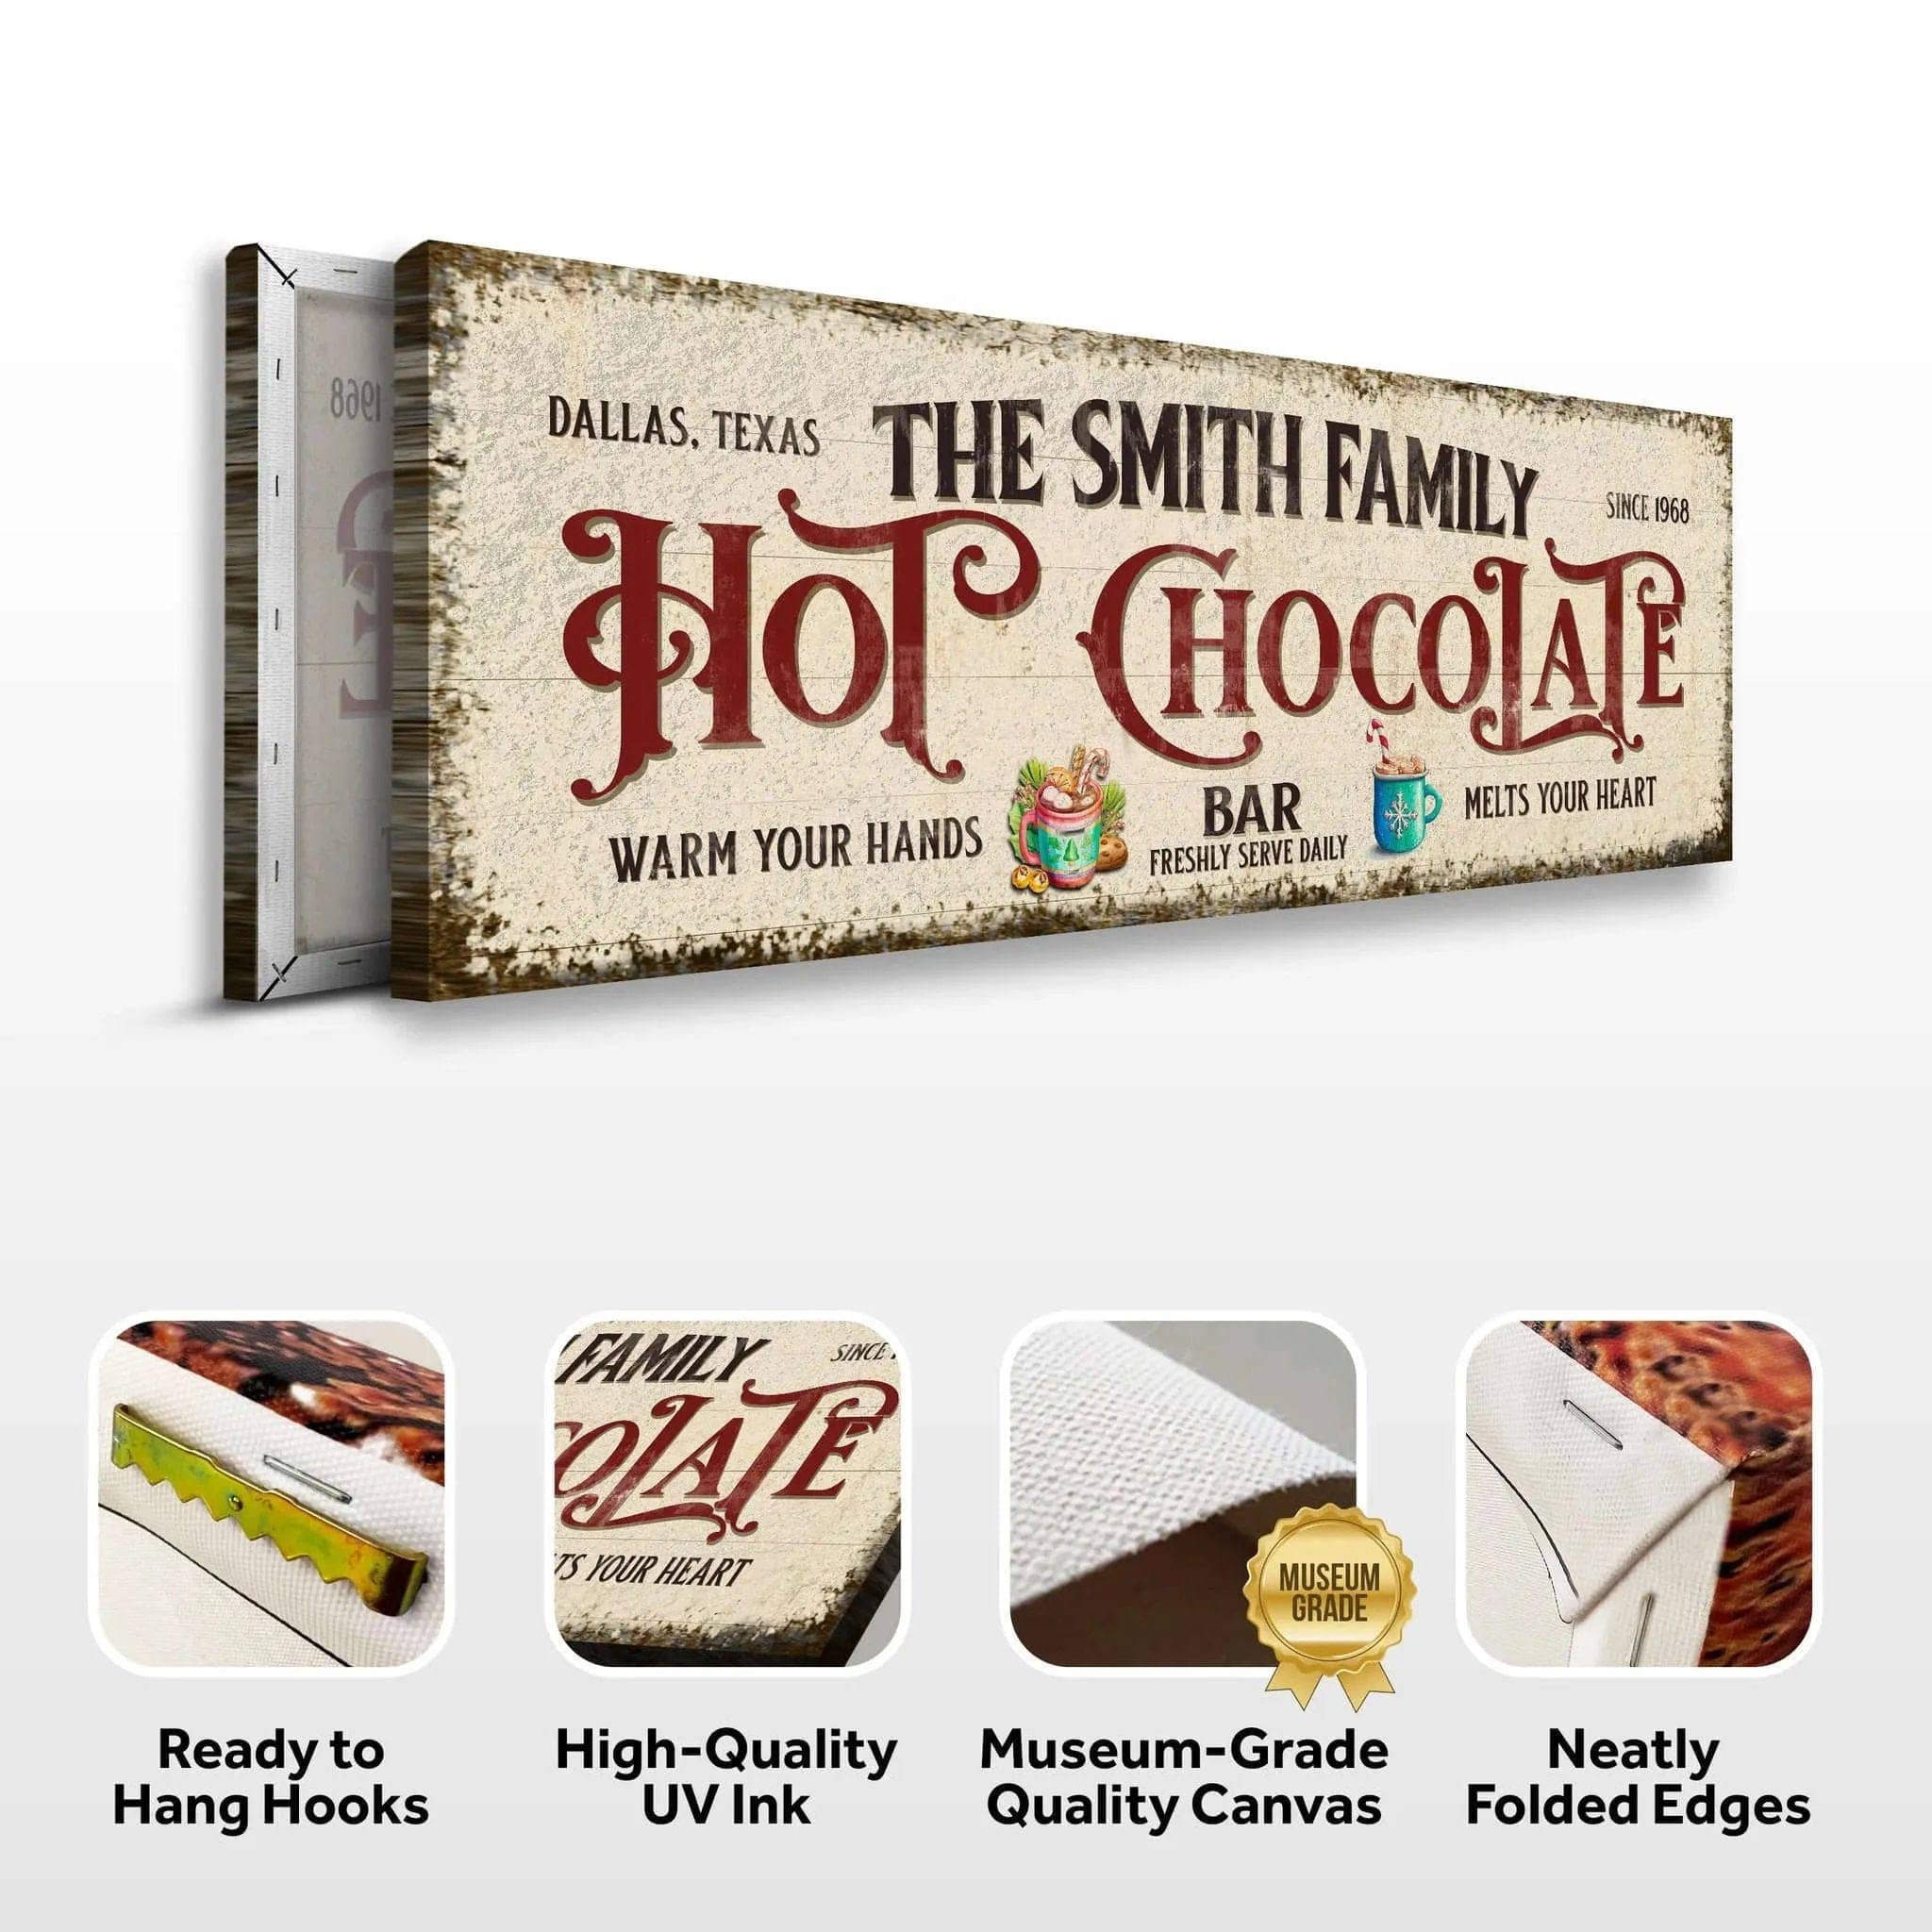 DALLAS, TEXAS
THE SMITH FAMILY
SINCE 1968
HOT CHOCOLATE
WARM YOUR HANDS
BAR
FRESHLY SERVE DAILY
MELTS YOUR HEART
1968
FAMILY
SINCE
COLATE
TS YOUR HEART
MUSEUM
GRADE
Ready to
Hang Hooks
High-Quality
UV Ink
Museum-Grade
Quality Canvas
Neatly
Folded Edges